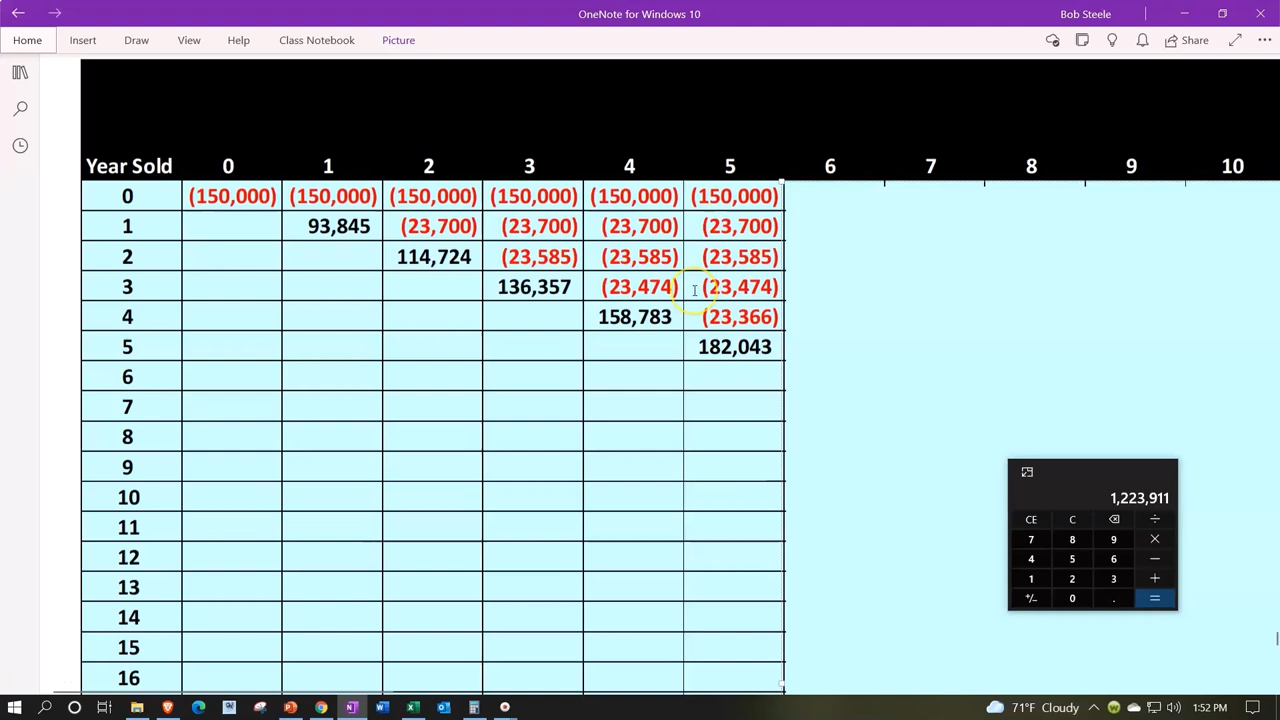 OneNote for Windows 10
Bob Steele
Home Insert Draw View Help Class Notebook Picture
Share
Year Sold 0 1 2 3 4 5 6 7 8 9 10
0 (150,000) (150,000) (150,000) (150,000) (150,000) (150,000)
1 93,845 (23,700) (23,700) (23,700) (23,700)
2 114,724 (23,585) (23,585) (23,585)
3 136,357 (23,474) (23,474)
4 158,783 (23,366)
5 182,043
6
7
8
9
10
11
12
13
14
15
16
1,223,911
CE C ⌫ ÷
7 8 9 ×
4 5 6 −
1 2 3 +
+/− 0 . =
71°F Cloudy
1:52 PM